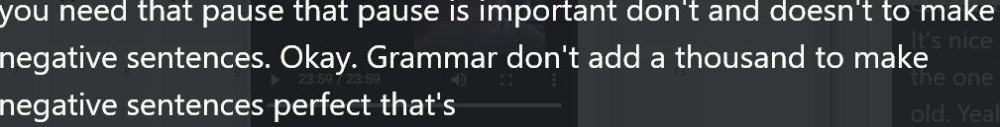 you need that pause that pause is important don't and doesn't to make
negative sentences. Okay. Grammar don't add a thousand to make
negative sentences perfect that's
23:59 / 23:59
It's nice
the one
old. Yeal